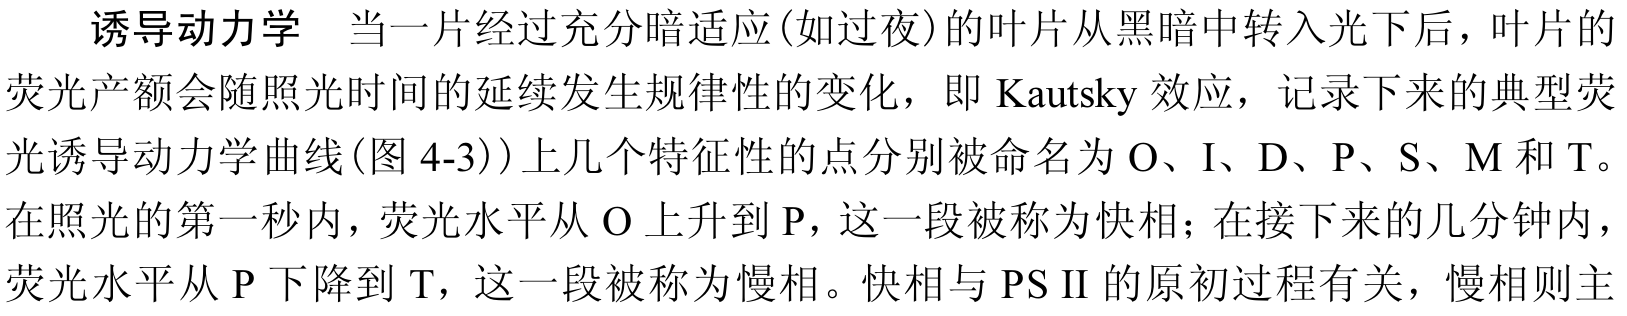 诱导动力学　当一片经过充分暗适应(如过夜)的叶片从黑暗中转入光下后，叶片的
荧光产额会随照光时间的延续发生规律性的变化，即 Kautsky 效应，记录下来的典型荧
光诱导动力学曲线(图 4-3))上几个特征性的点分别被命名为 O、I、D、P、S、M 和 T。
在照光的第一秒内，荧光水平从 O 上升到 P，这一段被称为快相；在接下来的几分钟内，
荧光水平从 P 下降到 T，这一段被称为慢相。快相与 PS II 的原初过程有关，慢相则主